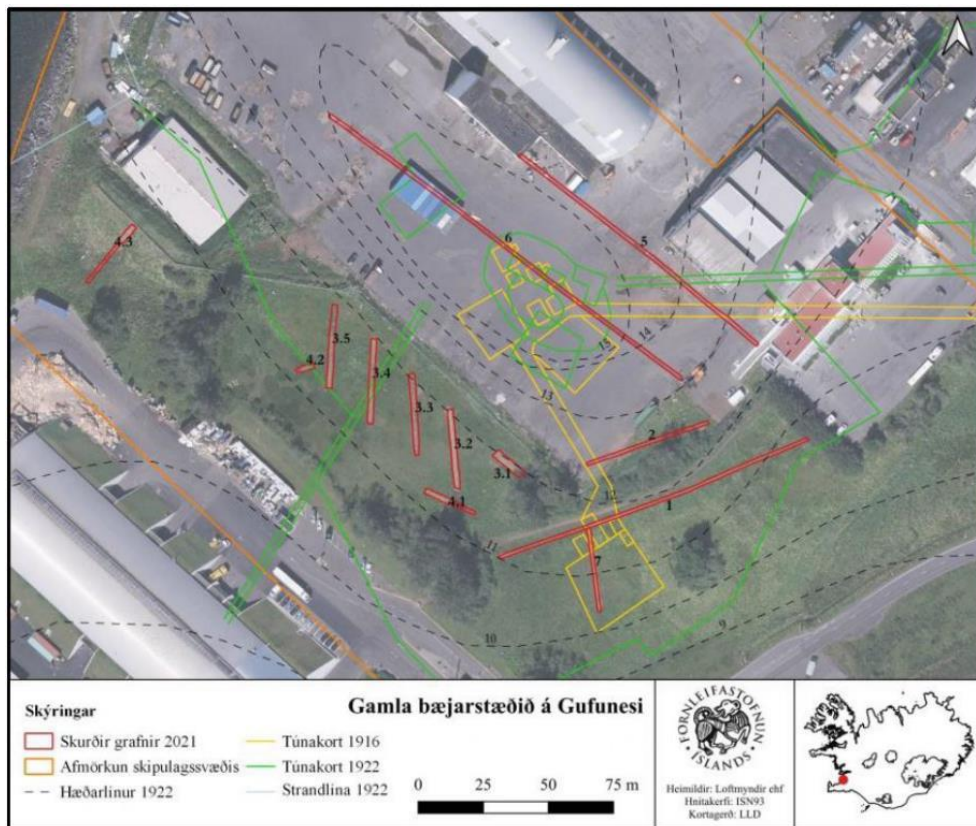 4.3
6
5
15
14
13
3.5
4.2
3.4
3.3
3.2
3.1
4.1
2
12
1
11
7
10
9
Skýringar
Skurðir grafnir 2021
Afmörkun skipulagssvæðis
Hæðarlínur 1922
Túnakort 1916
Túnakort 1922
Strandlína 1922
Gamla bæjarstæðið á Gufunesi
0 25 50 75 m
FORNLEIFASTOFNUN ÍSLANDS
Heimildir: Loftmyndir ehf
Hnitakerfi: ISN93
Kortagerð: LLD